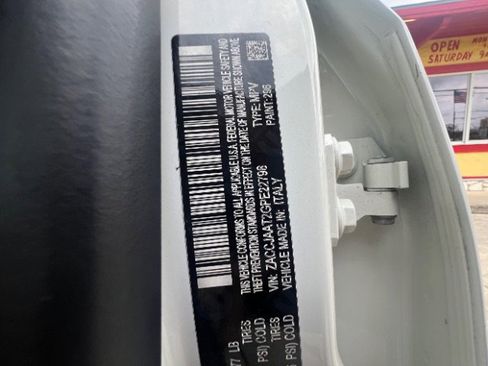 THIS VEHICLE CONFORMS TO ALL APPLICABLE U.S.A. FEDERAL MOTOR VEHICLE SAFETY AND
THEFT PREVENTION STANDARDS IN EFFECT ON THE DATE OF MANUFACTURE SHOWN ABOVE
VIN: ZACCJAAT2GPE22798 TYPE: MPV
VEHICLE MADE IN: ITALY PAINT: 296
77 LB
TIRES
PSI) COLD
TIRES
PSI) COLD
OPEN
SATURDAY